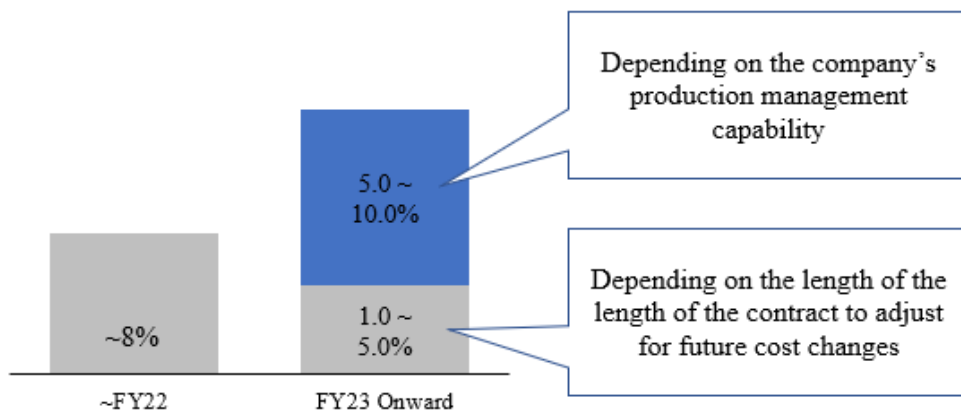 Depending on the company’s
production management
capability
5.0 ~
10.0%
Depending on the length of the
length of the contract to adjust
for future cost changes
~8%
1.0 ~
5.0%
~FY22
FY23 Onward